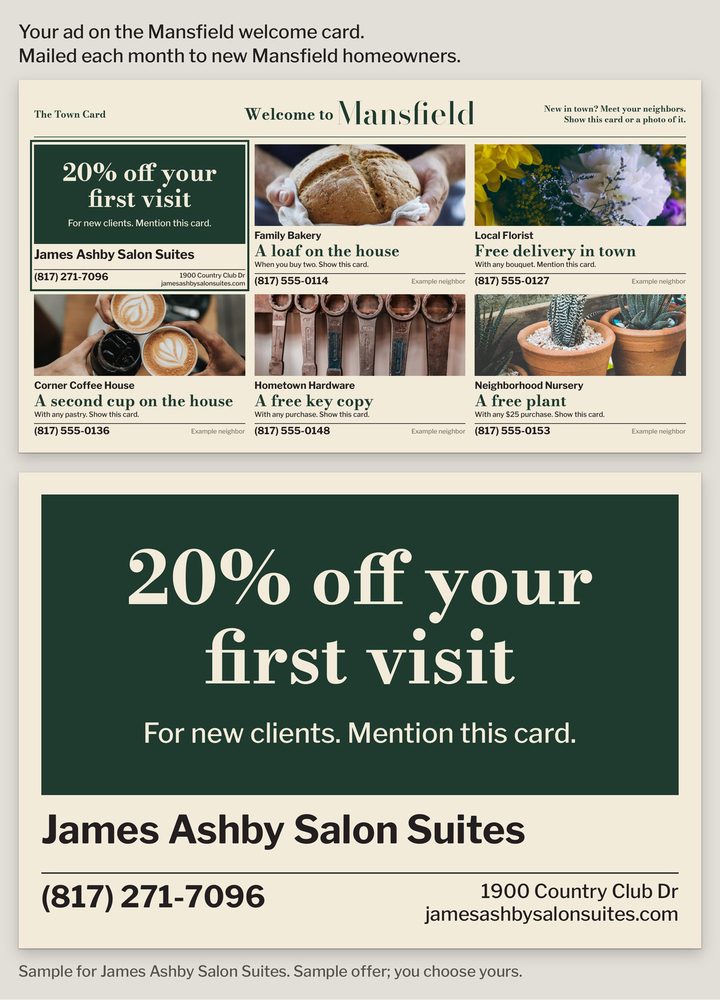 Your ad on the Mansfield welcome card.
Mailed each month to new Mansfield homeowners.
The Town Card
Welcome to Mansfield
New in town? Meet your neighbors.
Show this card or a photo of it.
20% off your
first visit
For new clients. Mention this card.
James Ashby Salon Suites
(817) 271-7096
1900 Country Club Dr
jamesashbysalonsuites.com
Family Bakery
A loaf on the house
When you buy two. Show this card.
(817) 555-0114
Example neighbor
Local Florist
Free delivery in town
With any bouquet. Mention this card.
(817) 555-0127
Example neighbor
Corner Coffee House
A second cup on the house
With any pastry. Show this card.
(817) 555-0136
Example neighbor
Hometown Hardware
A free key copy
With any purchase. Show this card.
(817) 555-0148
Example neighbor
Neighborhood Nursery
A free plant
With any $25 purchase. Show this card.
(817) 555-0153
Example neighbor
20% off your
first visit
For new clients. Mention this card.
James Ashby Salon Suites
(817) 271-7096
1900 Country Club Dr
jamesashbysalonsuites.com
Sample for James Ashby Salon Suites. Sample offer; you choose yours.